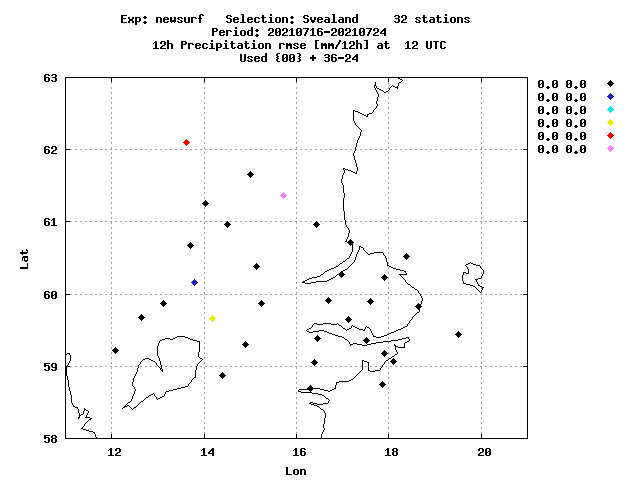 Exp: newsurf   Selection: Svealand     32 stations
Period: 20210716-20210724
12h Precipitation rmse [mm/12h] at  12 UTC
Used {00} + 36-24
63
62
61
60
59
58
Lat
12
14
16
18
20
Lon
0.0 0.0
0.0 0.0
0.0 0.0
0.0 0.0
0.0 0.0
0.0 0.0